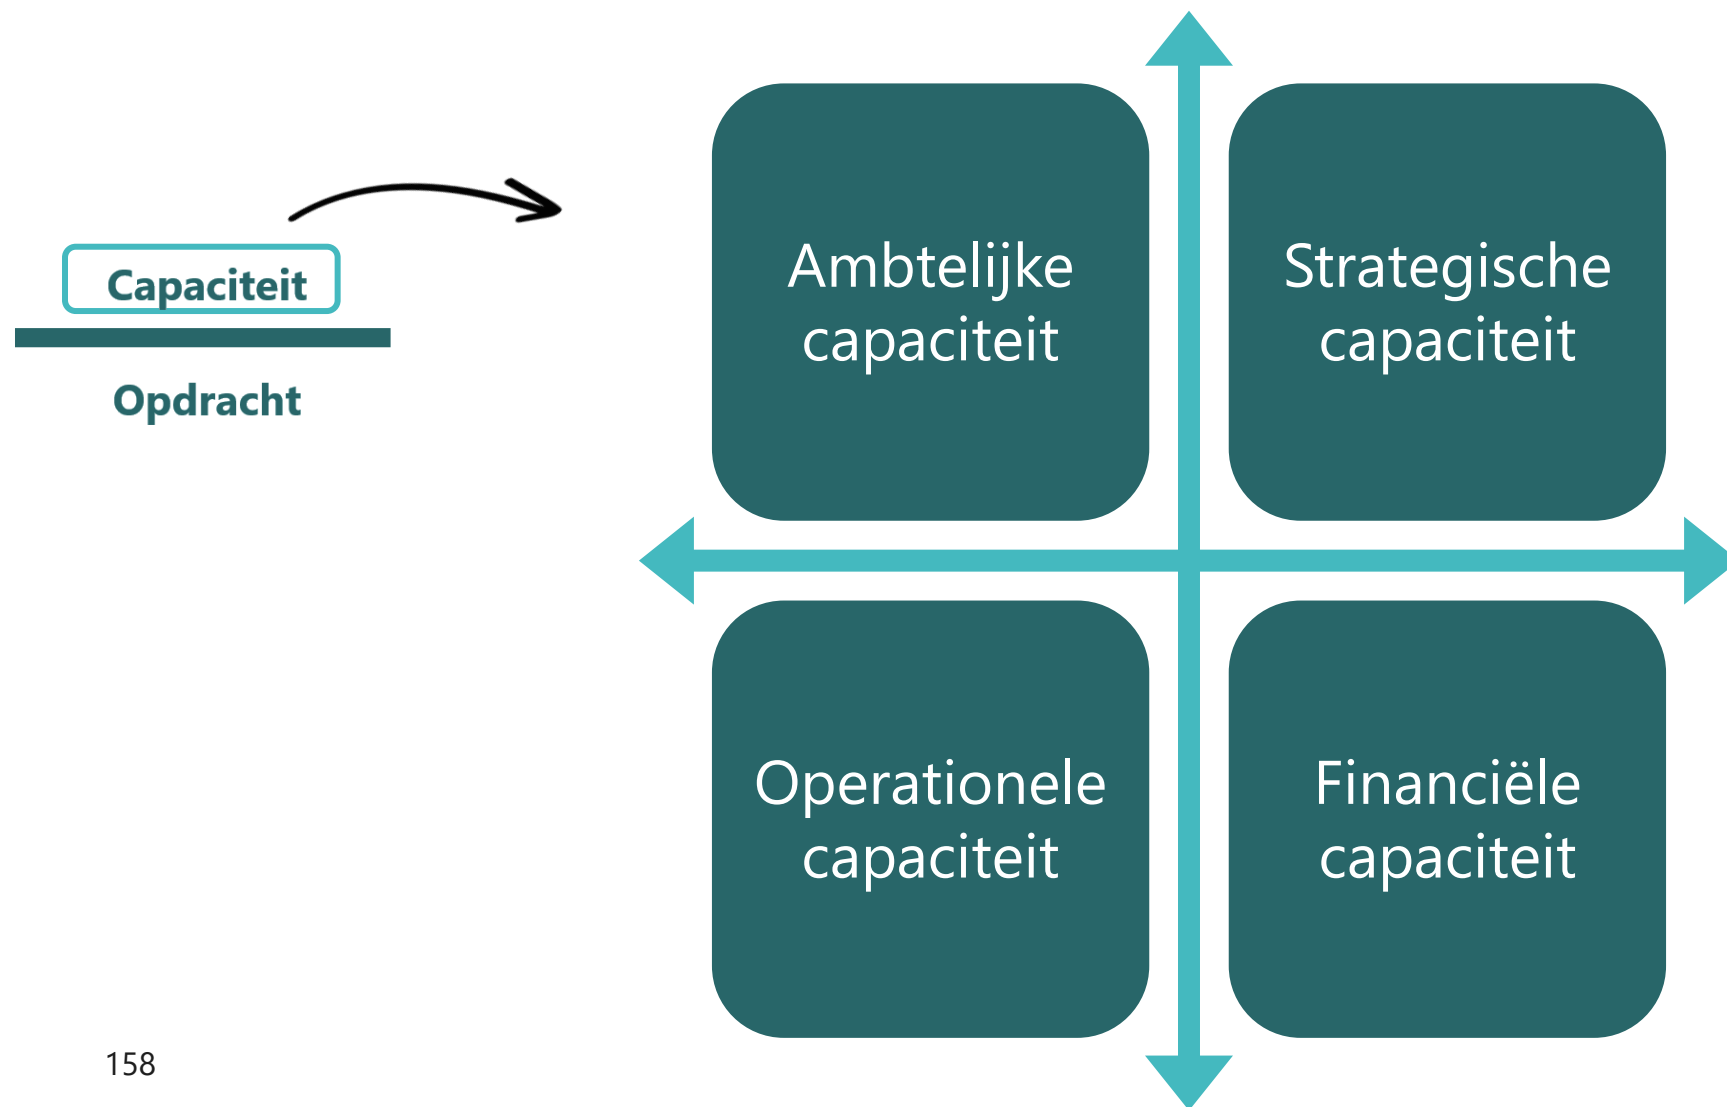 Capaciteit
Opdracht
Ambtelijke
capaciteit
Strategische
capaciteit
Operationele
capaciteit
Financiële
capaciteit
158